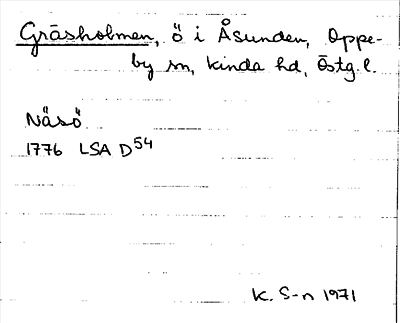 Gräsholmen, ö i Åsunden, Oppe-
by sn, Kinda hd, Östg.l.
Näsö
1776 LSA D54
K. S-n 1971